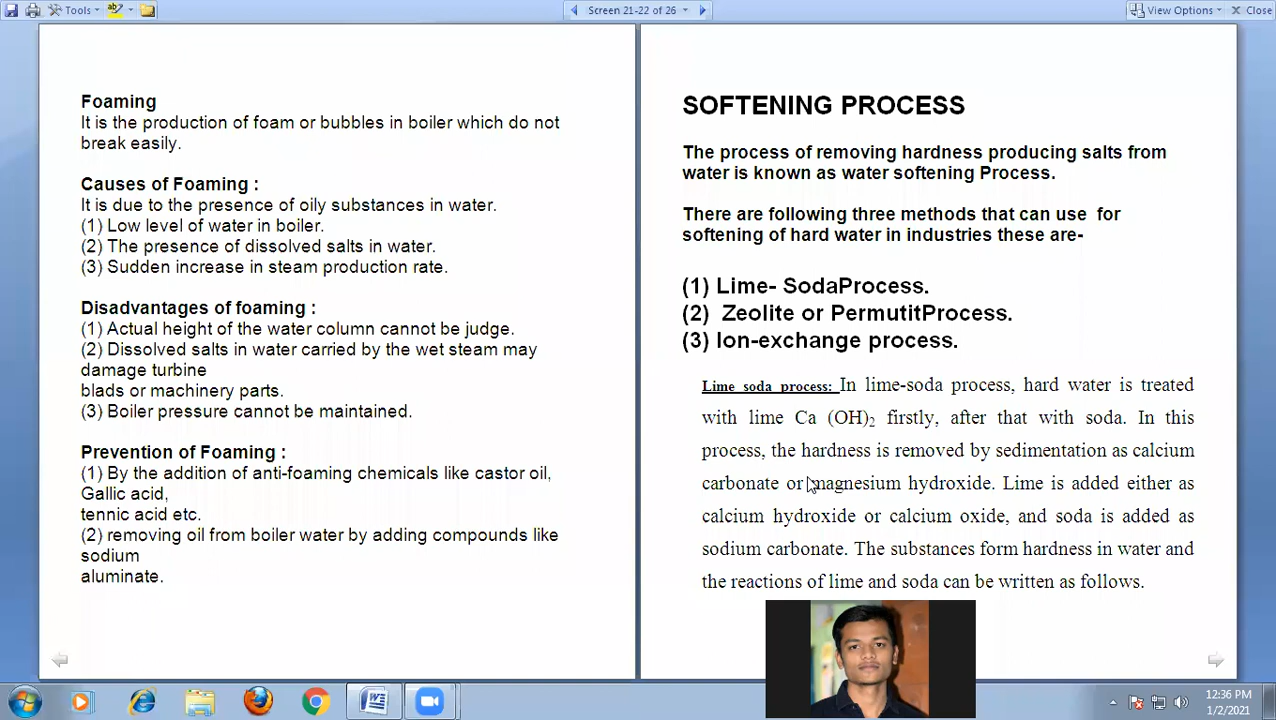 Tools
Screen 21-22 of 26
View Options
Close
Foaming
It is the production of foam or bubbles in boiler which do not
break easily.
Causes of Foaming :
It is due to the presence of oily substances in water.
(1) Low level of water in boiler.
(2) The presence of dissolved salts in water.
(3) Sudden increase in steam production rate.
Disadvantages of foaming :
(1) Actual height of the water column cannot be judge.
(2) Dissolved salts in water carried by the wet steam may
damage turbine
blads or machinery parts.
(3) Boiler pressure cannot be maintained.
Prevention of Foaming :
(1) By the addition of anti-foaming chemicals like castor oil,
Gallic acid,
tennic acid etc.
(2) removing oil from boiler water by adding compounds like
sodium
aluminate.
SOFTENING PROCESS
The process of removing hardness producing salts from
water is known as water softening Process.
There are following three methods that can use for
softening of hard water in industries these are-
(1) Lime- SodaProcess.
(2) Zeolite or PermutitProcess.
(3) Ion-exchange process.
Lime soda process: In lime-soda process, hard water is treated
with lime Ca (OH)₂ firstly, after that with soda. In this
process, the hardness is removed by sedimentation as calcium
carbonate or magnesium hydroxide. Lime is added either as
calcium hydroxide or calcium oxide, and soda is added as
sodium carbonate. The substances form hardness in water and
the reactions of lime and soda can be written as follows.
12:36 PM
1/2/2021